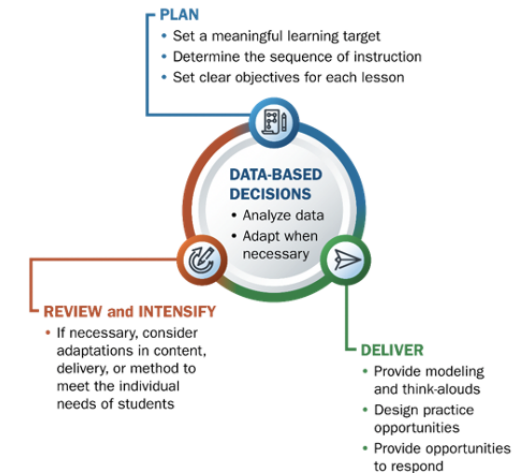 PLAN
• Set a meaningful learning target
• Determine the sequence of instruction
• Set clear objectives for each lesson
DATA-BASED
DECISIONS
• Analyze data
• Adapt when
necessary
REVIEW and INTENSIFY
• If necessary, consider
adaptations in content,
delivery, or method to
meet the individual
needs of students
DELIVER
• Provide modeling
and think-alouds
• Design practice
opportunities
• Provide opportunities
to respond